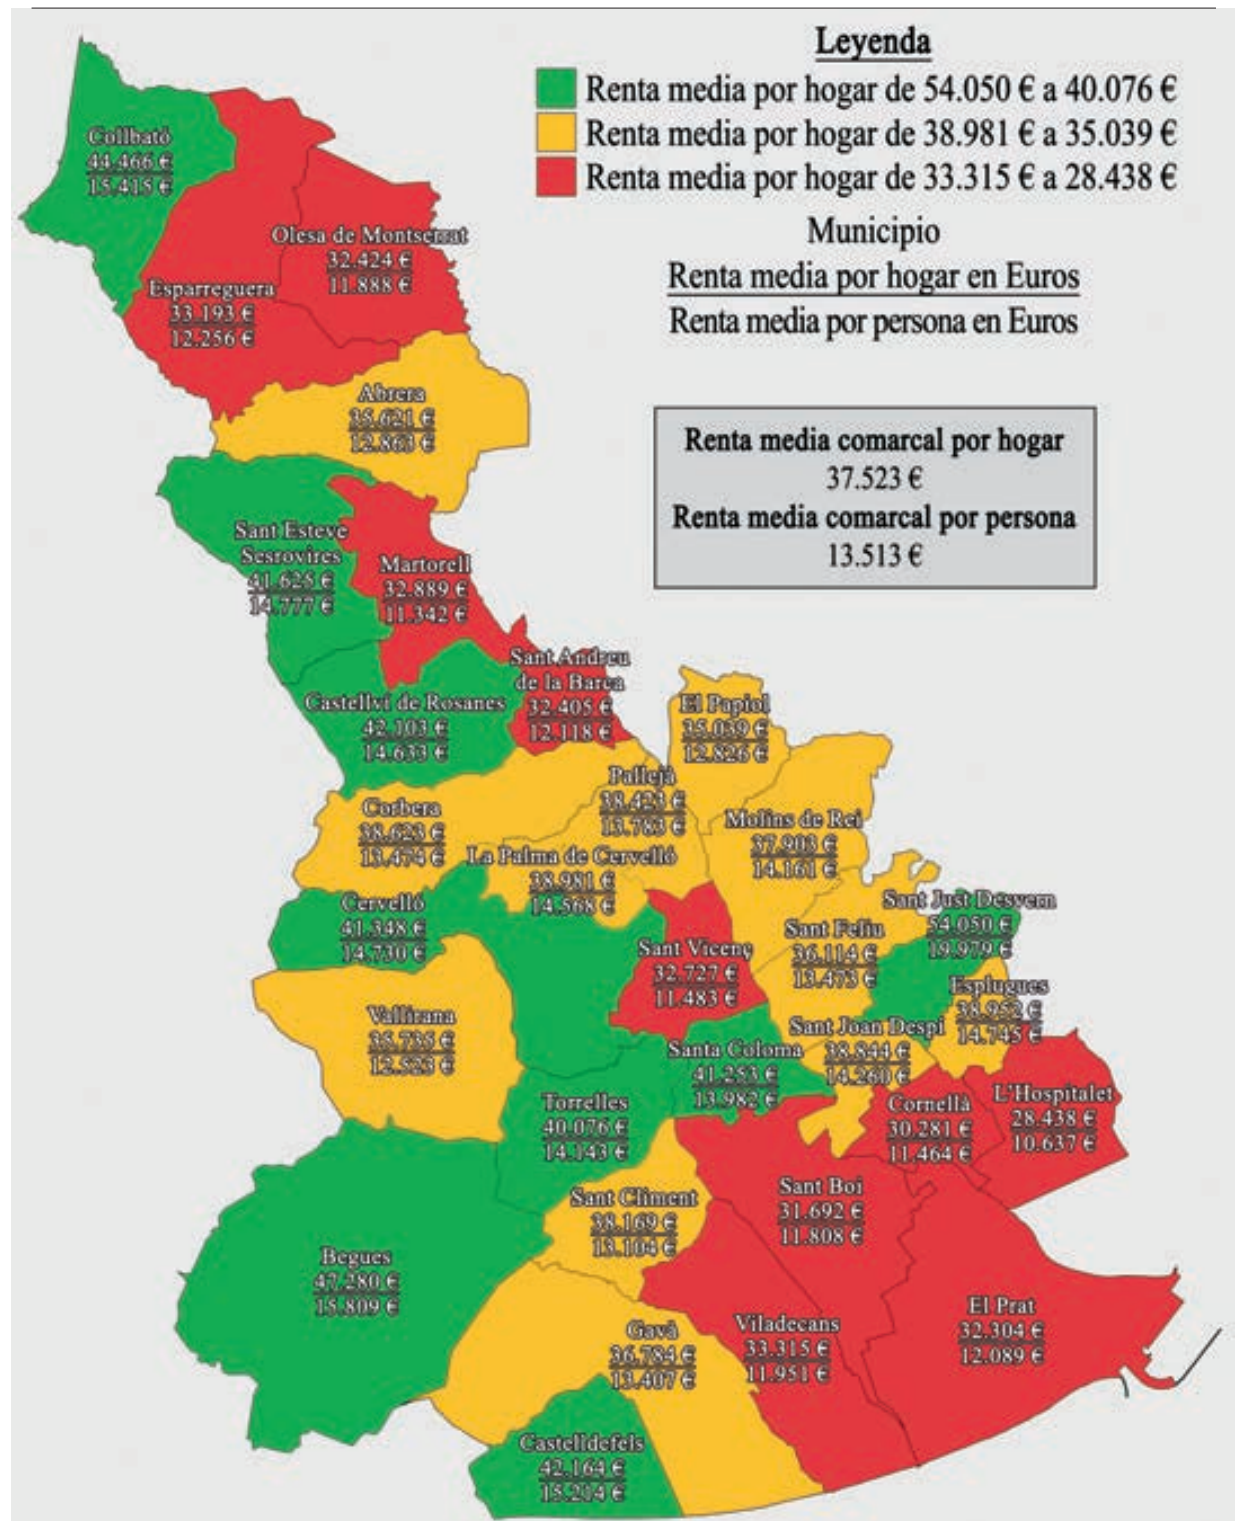 Leyenda
Renta media por hogar de 54.050 € a 40.076 €
Renta media por hogar de 38.981 € a 35.039 €
Renta media por hogar de 33.315 € a 28.438 €
Municipio
Renta media por hogar en Euros
Renta media por persona en Euros
Renta media comarcal por hogar
37.523 €
Renta media comarcal por persona
13.513 €
Collbató
44.466 €
15.415 €
Olesa de Montserrat
32.424 €
11.888 €
Esparreguera
33.193 €
12.256 €
Abrera
35.621 €
12.863 €
Sant Esteve
Sesrovires
41.625 €
14.777 €
Martorell
32.889 €
11.342 €
Sant Andreu
de la Barca
32.405 €
12.118 €
Castellví de Rosanes
42.103 €
14.633 €
El Papiol
35.039 €
12.826 €
Pallejà
38.423 €
13.783 €
Corbera
38.623 €
13.474 €
Molins de Rei
37.903 €
14.161 €
La Palma de Cervelló
38.981 €
14.568 €
Cervelló
41.348 €
14.730 €
Sant Just Desvern
54.050 €
19.979 €
Sant Feliu
36.114 €
13.473 €
Sant Vicenç
32.727 €
11.483 €
Esplugues
38.952 €
14.745 €
Vallirana
35.735 €
12.523 €
Sant Joan Despí
38.844 €
14.260 €
Santa Coloma
41.253 €
13.982 €
L'Hospitalet
28.438 €
10.637 €
Cornellà
30.281 €
11.464 €
Torrelles
40.076 €
14.143 €
Sant Boi
31.692 €
11.808 €
Sant Climent
38.169 €
13.104 €
Begues
47.280 €
15.809 €
El Prat
32.304 €
12.089 €
Viladecans
33.315 €
11.951 €
Gavà
36.784 €
13.407 €
Castelldefels
42.164 €
15.214 €